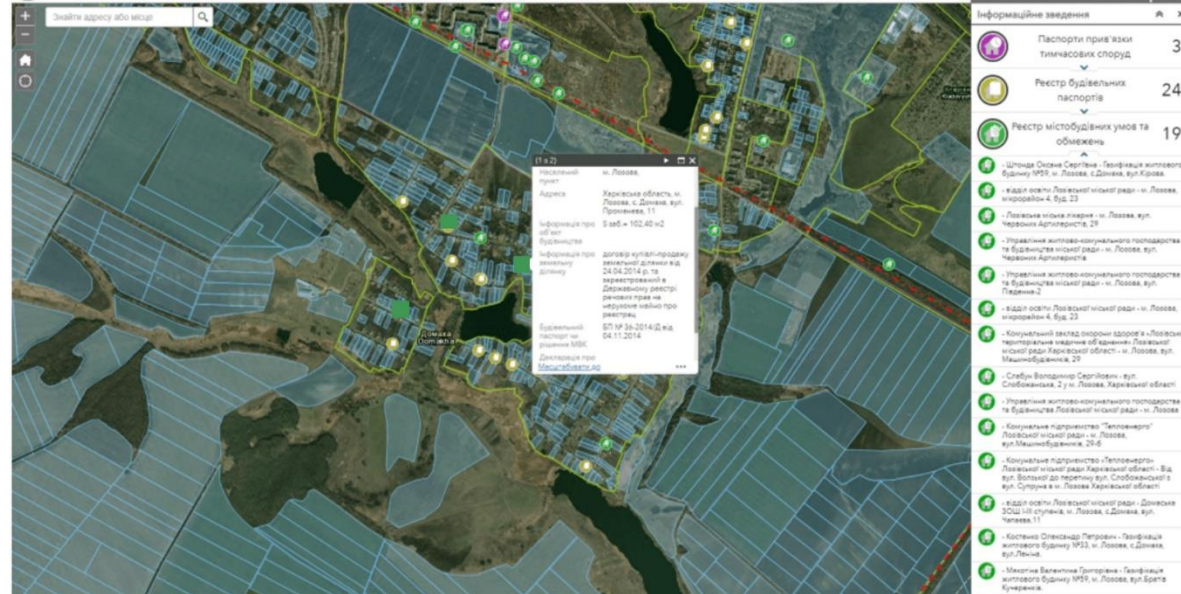 Знайти адресу або місце
Домаха
Domakha
(1 з 2)
Населений
пункт
м. Лозова,
Адреса
Харківська область, м.
Лозова, с. Домаха, вул.
Променева, 11
Інформація про
об'єкт
будівництва
S заб.= 102,40 м2
Інформація про
земельну
ділянку
договір купівлі-продажу
земельної ділянки від
24.04.2014 р. та
зареєстрований в
Державному реєстрі
речових прав на
нерухоме майно про
реєстрац
Будівельний
паспорт чи
рішення МВК
БП № 36-2014/Д від
04.11.2014
Декларація про
Масштабувати до
Інформаційне зведення
Паспорти прив'язки
тимчасових споруд
3
Реєстр будівельних
паспортів
24
Реєстр містобудівних умов та
обмежень
19
- Штонда Оксана Сергіївна - Газифікація житлового
будинку №59, м. Лозова, с.Домаха, вул.Кірова.
- відділ освіти Лозівської міської ради - м. Лозова,
мікрорайон 4, буд. 23
- Лозівська міська лікарня - м. Лозова, вул.
Червоних Артилеристів, 29
- Управління житлово-комунального господарства
та будівництва міської ради - м. Лозова, вул.
Червоних Артилеристів
- Управління житлово-комунального господарства
та будівництва міської ради - м. Лозова, вул.
Південна-2
- відділ освіти Лозівської міської ради - м. Лозова,
мікрорайон 4, буд. 23
- Комунальний заклад охорони здоров'я «Лозівське
територіальне медичне об'єднання» Лозівської
міської ради Харківської області - м. Лозова, вул.
Машинобудівників, 29
- Слабун Володимир Сергійович - вул.
Слобожанська, 2 у м. Лозова, Харківської області
- Управління житлово-комунального господарства
та будівництва Лозівської міської ради - м. Лозова
- Комунальне підприємство "Теплоенерго"
Лозівської міської ради - м. Лозова,
вул.Машинобудівників, 29-б
- Комунальне підприємство «Теплоенерго»
Лозівської міської ради Харківської області - Від
вул. Волзької до перетину вул. Слобожанської з
вул. Супруна в м. Лозова Харківської області
- відділ освіти Лозівської міської ради - Домаська
ЗОШ І-ІІІ ступенів, м. Лозова, с.Домаха, вул.
Чапаєва,11
- Костенко Олександр Петрович - Газифікація
житлового будинку №33, м. Лозова, с.Домаха,
вул.Леніна.
- Мекотіна Валентина Григорівна - Газифікація
житлового будинку №59, м. Лозова, вул.Братів
Кучеренків.